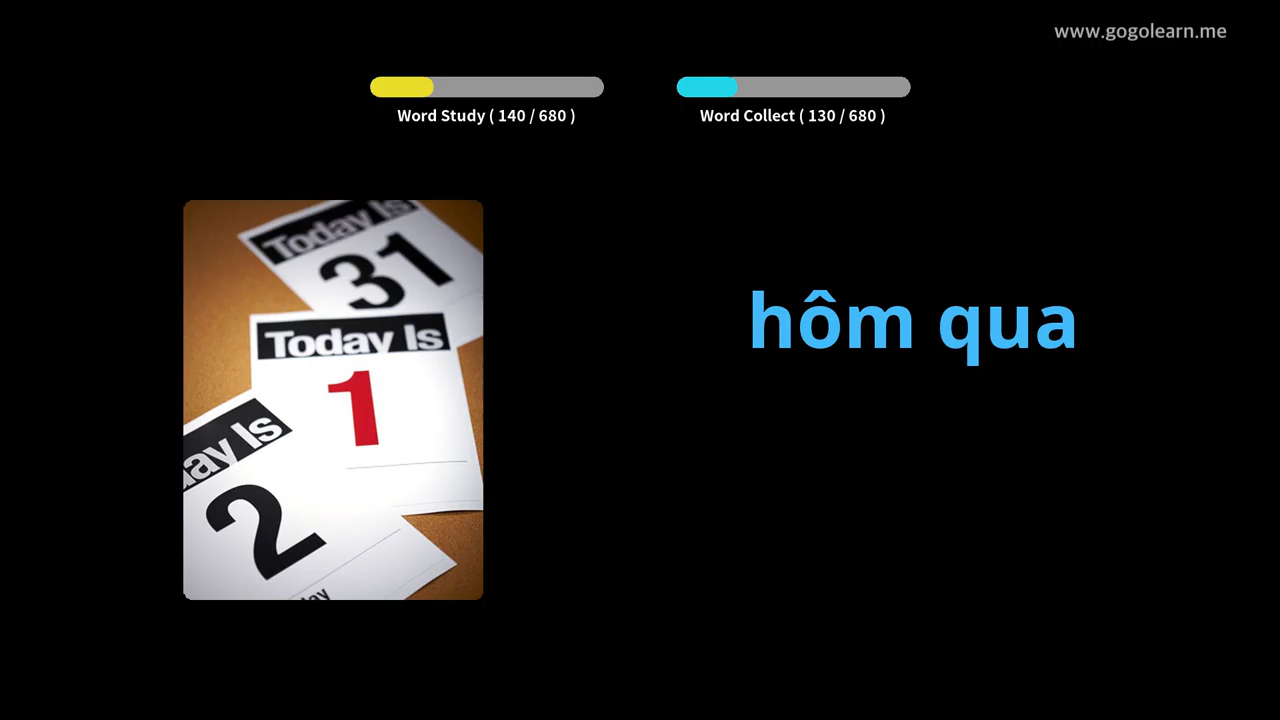 www.gogolearn.me
Word Study ( 140 / 680 )
Word Collect ( 130 / 680 )
Today Is
31
Today Is
1
ay Is
2
day
hôm qua